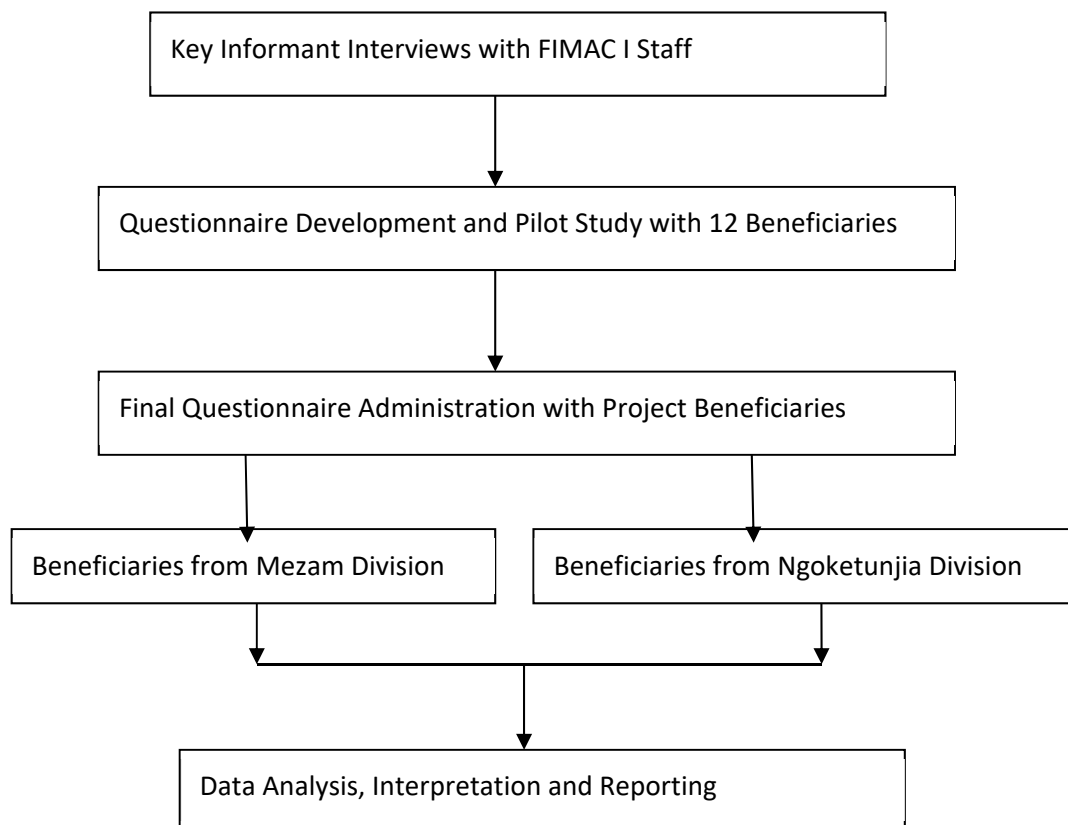 Key Informant Interviews with FIMAC I Staff
Questionnaire Development and Pilot Study with 12 Beneficiaries
Final Questionnaire Administration with Project Beneficiaries
Beneficiaries from Mezam Division
Beneficiaries from Ngoketunjia Division
Data Analysis, Interpretation and Reporting